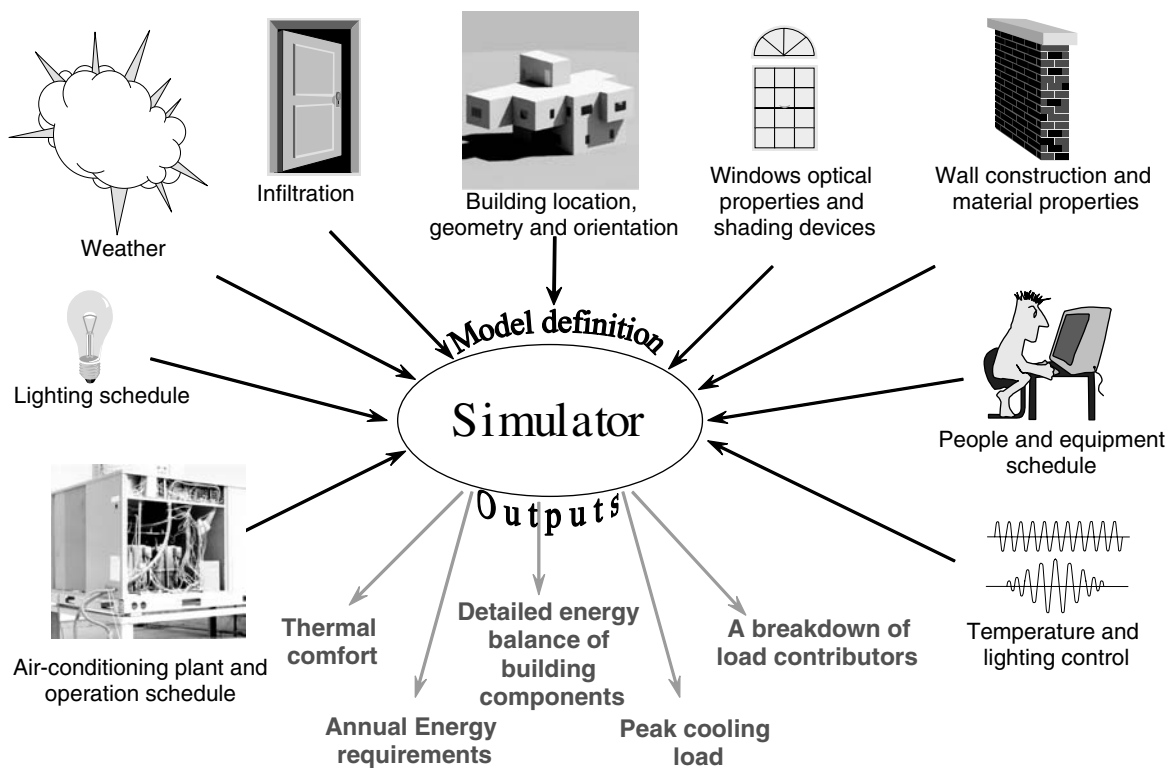 Weather
Infiltration
Building location,
geometry and orientation
Windows optical
properties and
shading devices
Wall construction and
material properties
Lighting schedule
Model definition
Simulator
Outputs
People and equipment
schedule
Air-conditioning plant and
operation schedule
Temperature and
lighting control
Thermal
comfort
Annual Energy
requirements
Detailed energy
balance of
building
components
Peak cooling
load
A breakdown of
load contributors